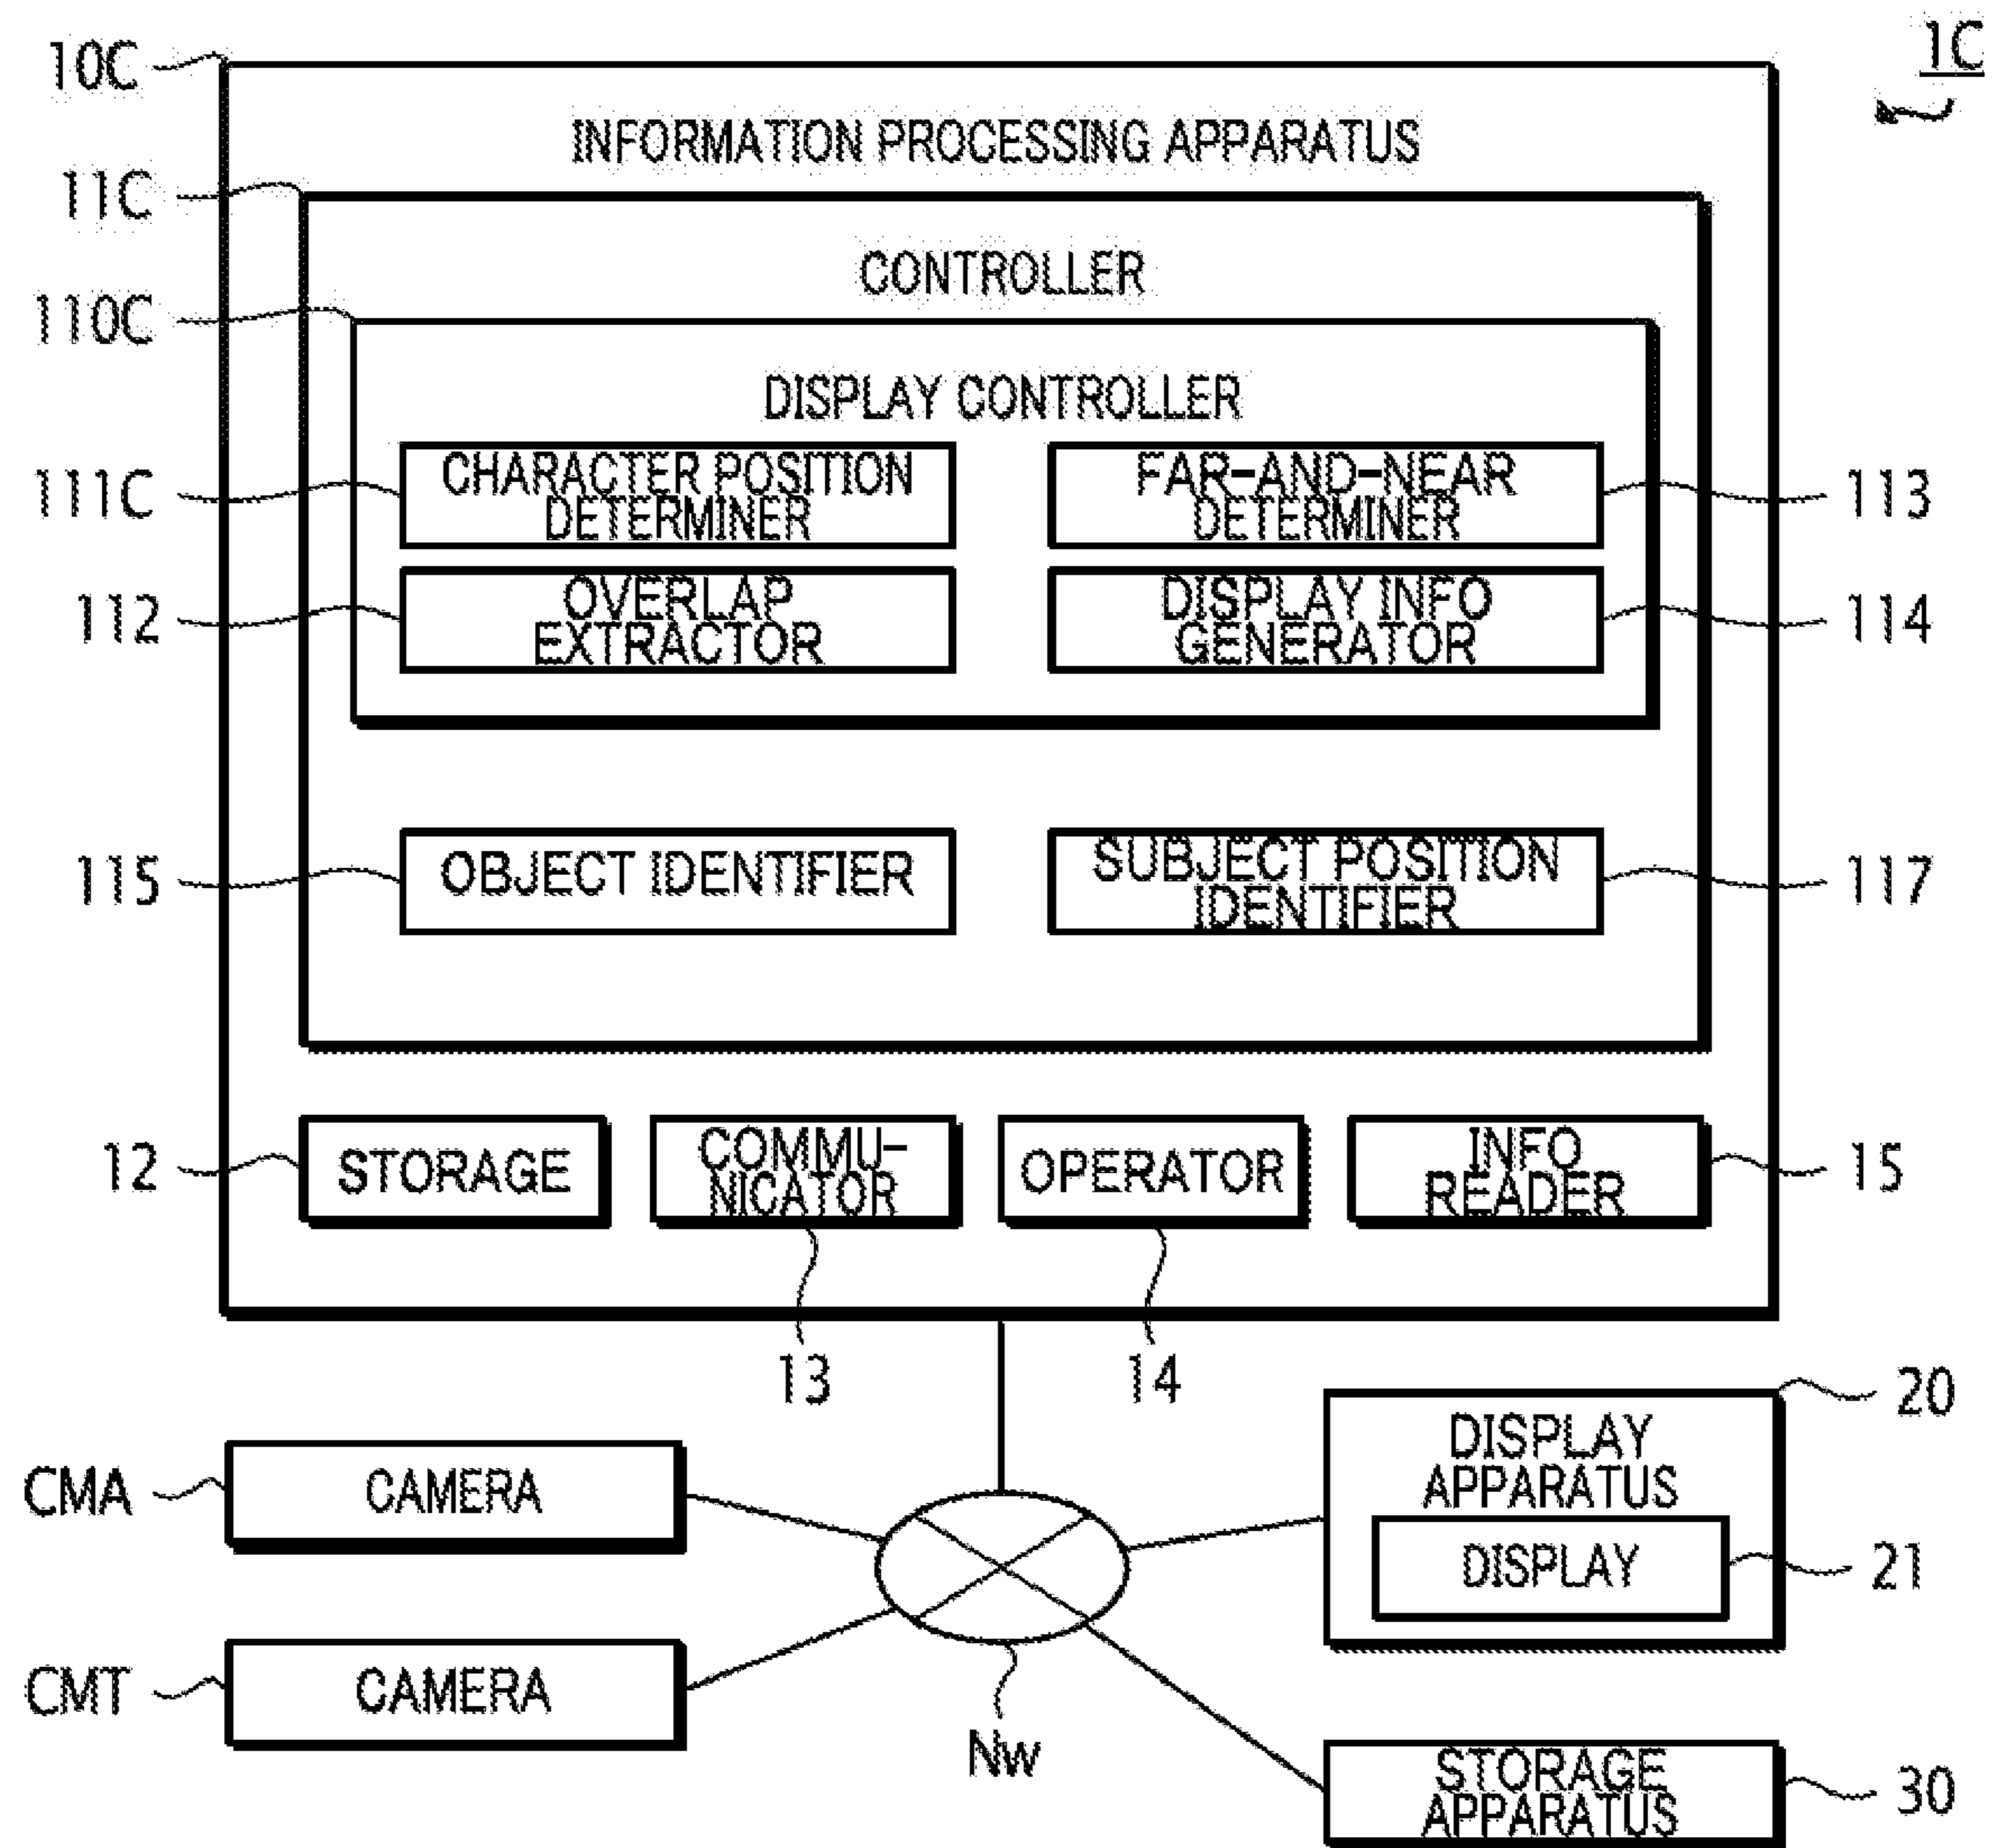 10C
1C
INFORMATION PROCESSING APPARATUS
11C
CONTROLLER
110C
DISPLAY CONTROLLER
111C
CHARACTER POSITION
DETERMINER
FAR-AND-NEAR
DETERMINER
113
112
OVERLAP
EXTRACTOR
DISPLAY INFO
GENERATOR
114
115
OBJECT IDENTIFIER
SUBJECT POSITION
IDENTIFIER
117
12
STORAGE
COMMU-
NICATOR
OPERATOR
INFO
READER
15
13
14
20
DISPLAY
APPARATUS
CMA
CAMERA
DISPLAY
21
CMT
CAMERA
Nw
STORAGE
APPARATUS
30